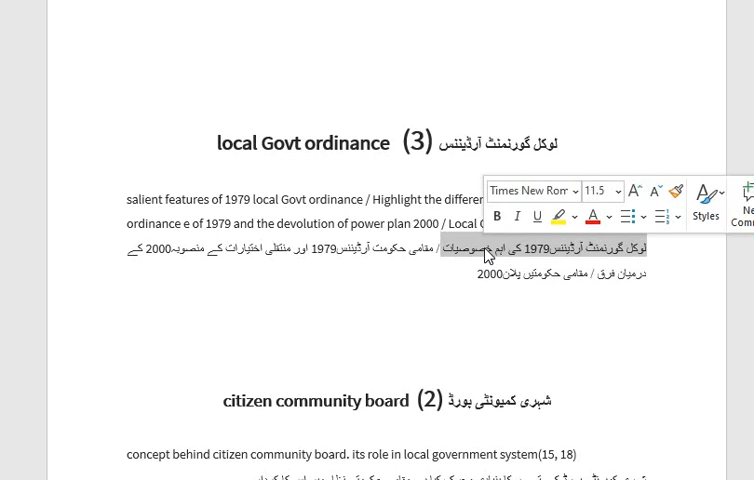 local Govt ordinance (3) لوکل گورنمنٹ آرڈیننس
salient features of 1979 local Govt ordinance / Highlight the differen
Times New Rom 11.5 A A
ordinance e of 1979 and the devolution of power plan 2000 / Local
B I U A Styles
لوکل گورنمنٹ آرڈیننس1979 کی اہم خصوصیات / مقامی حکومت آرڈیننس1979 اور منتقلی اختیارات کے منصوبہ2000 کے
درمیان فرق / مقامی حکومتیں پلان2000
citizen community board (2) شہری کمیونٹی بورڈ
concept behind citizen community board. its role in local government system(15, 18)